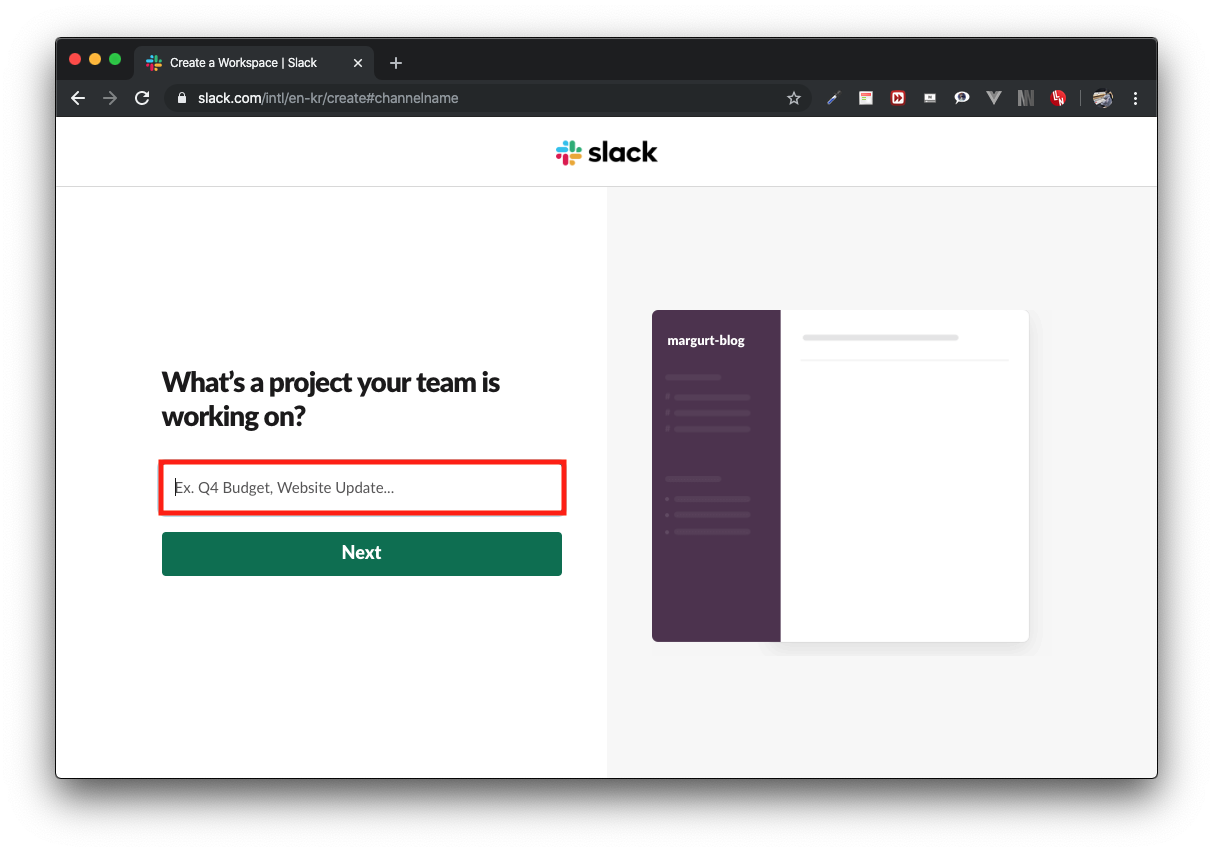 Create a Workspace | Slack
slack.com/intl/en-kr/create#channelname
slack
What's a project your team is
working on?
Ex. Q4 Budget, Website Update...
Next
margurt-blog